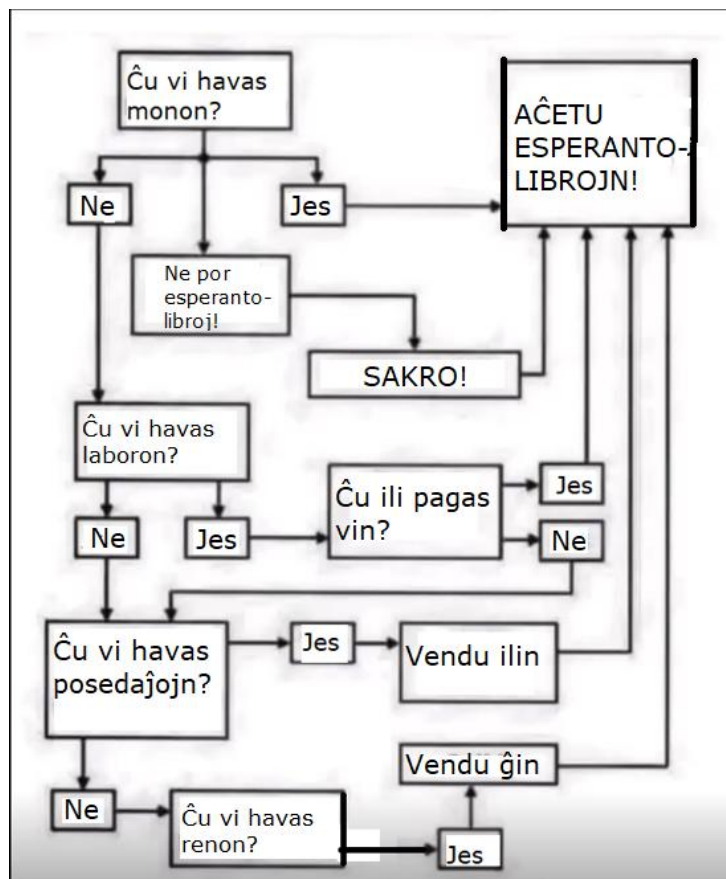 Ĉu vi havas
monon?
AĈETU
ESPERANTO-
LIBROJN!
Ne
Jes
Ne por
esperanto-
libroj!
SAKRO!
Ĉu vi havas
laboron?
Ĉu ili pagas
vin?
Jes
Ne
Ne
Jes
Ĉu vi havas
posedaĵojn?
Jes
Vendu ilin
Vendu ĝin
Ne
Ĉu vi havas
renon?
Jes